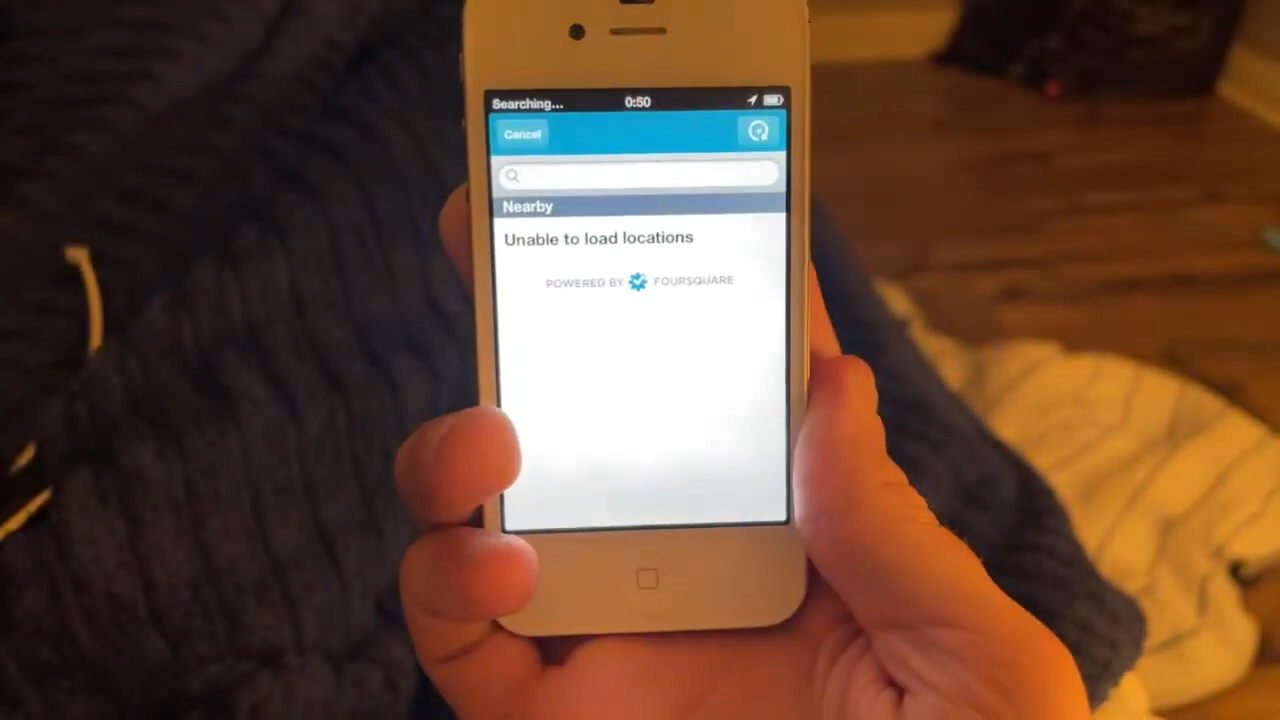 Searching... 0:50
Cancel
Nearby
Unable to load locations
POWERED BY FOURSQUARE